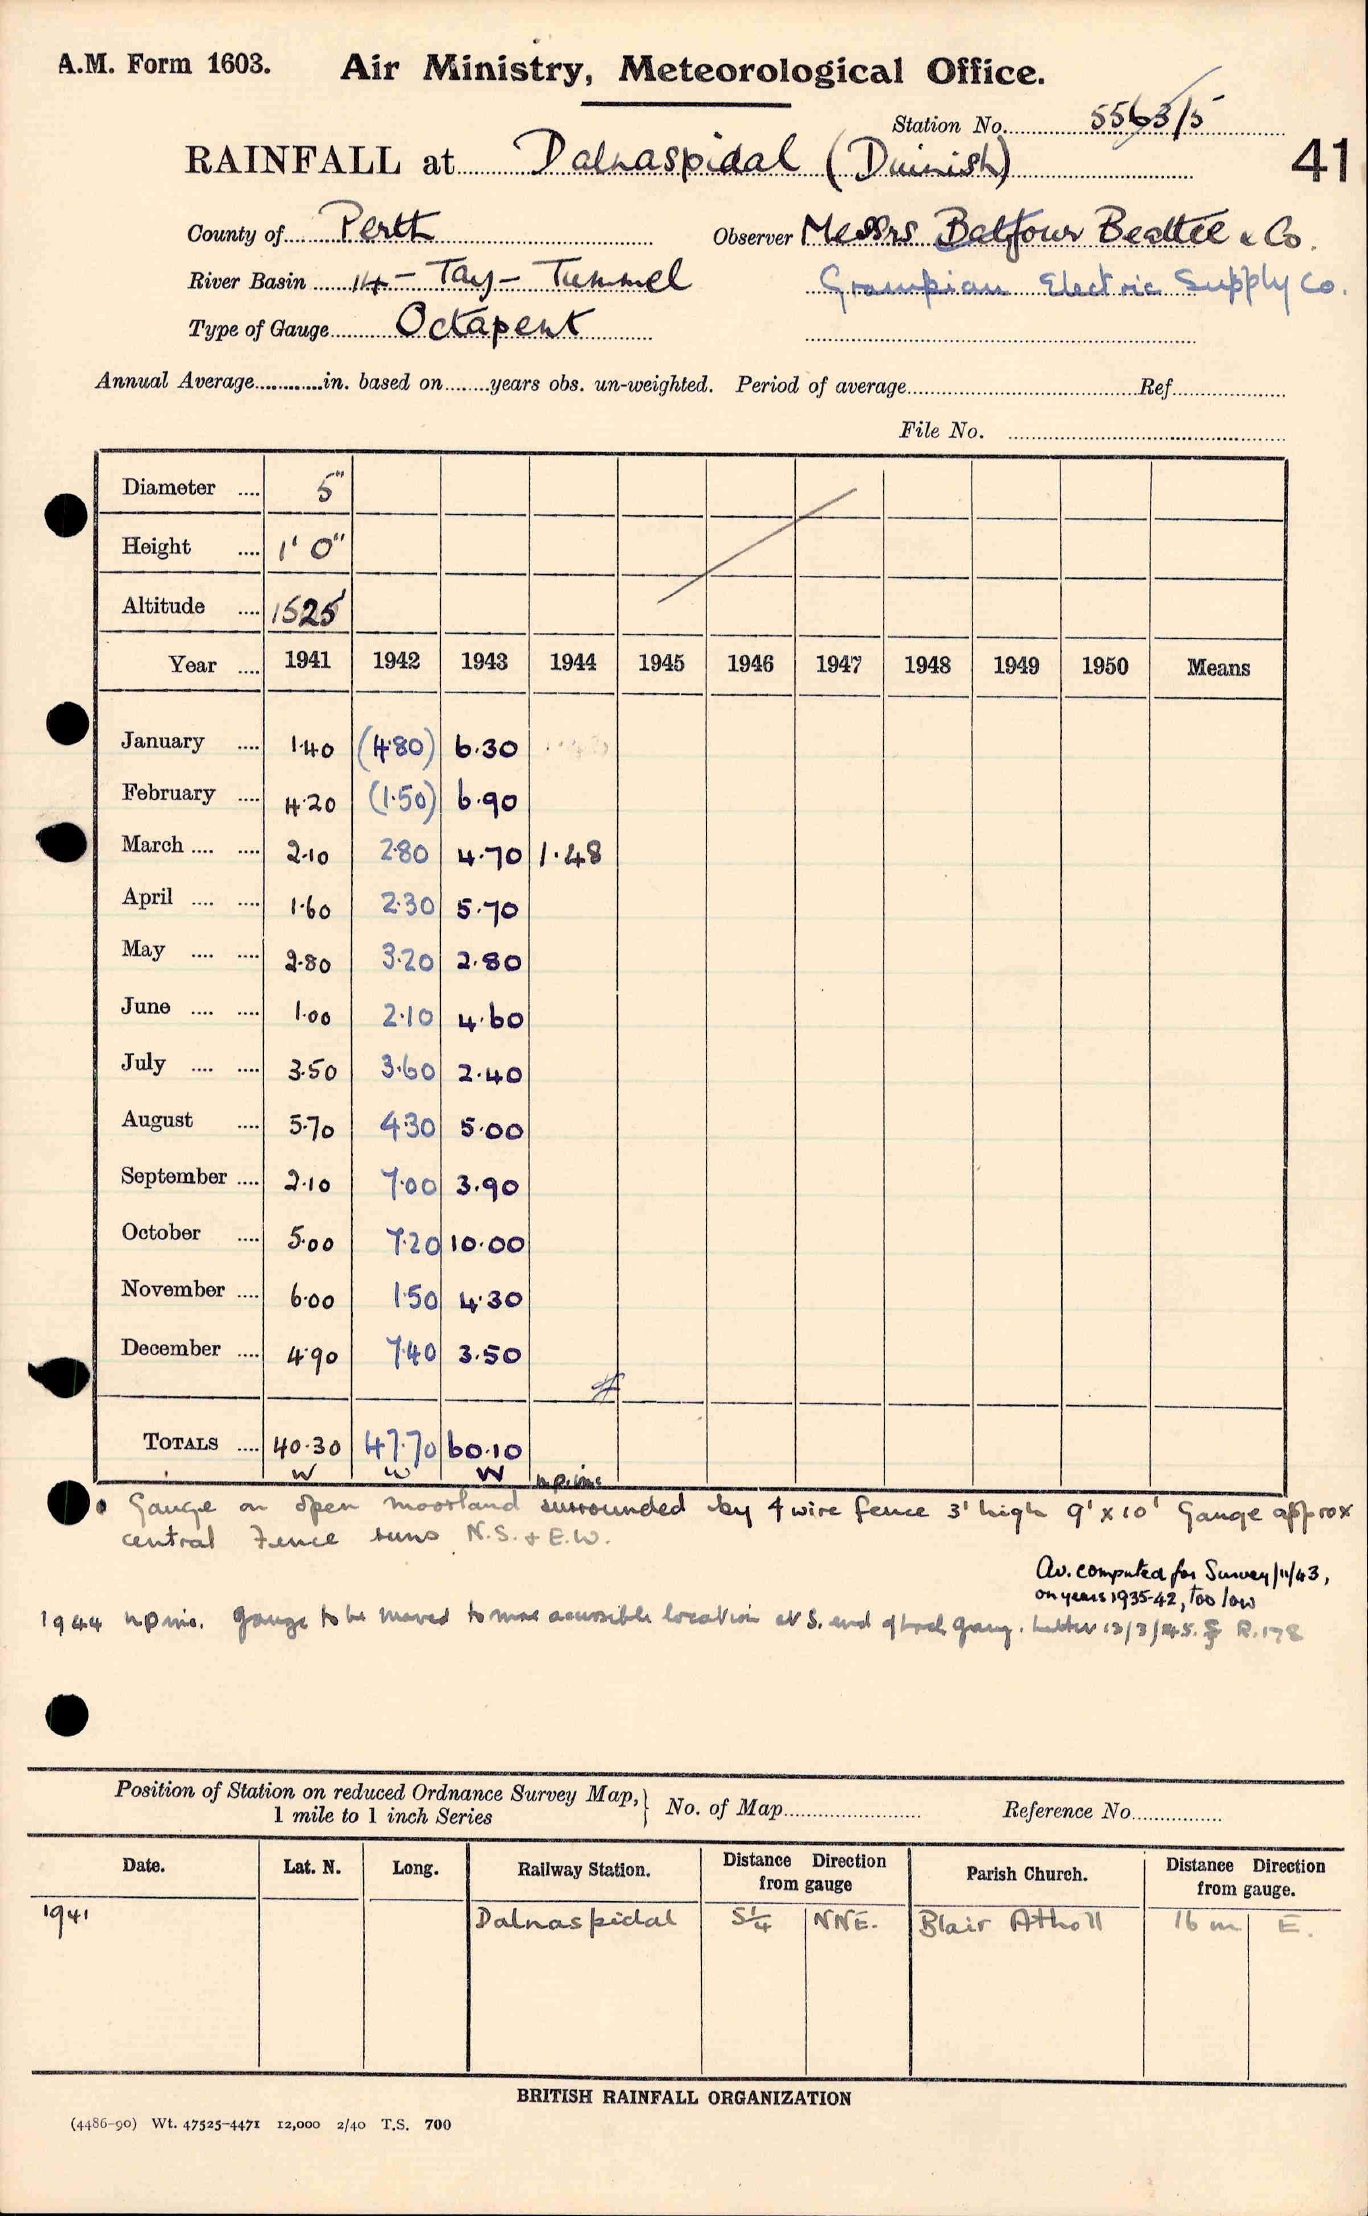 A.M. Form 1603. Air Ministry, Meteorological Office.
Station No. 5563/5
RAINFALL at Dalnaspidal (Duinish) 41
County of Perth Observer Messrs Balfour Beattie & Co.
River Basin 14 – Tay – Tummel Grampian Electric Supply Co.
Type of Gauge Octapent
Annual Average in. based on years obs. un-weighted. Period of average Ref
File No.
Diameter 5"
Height 1' 0"
Altitude 1525'
Year 1941 1942 1943 1944 1945 1946 1947 1948 1949 1950 Means
January 1·40 (4·80) 6·30
February 4·20 (1·50) 6·90
March 2·10 2·80 4·70 1·48
April 1·60 2·30 5·70
May 2·80 3·20 2·80
June 1·00 2·10 4·60
July 3·50 3·60 2·40
August 5·70 4·30 5·00
September 2·10 7·00 3·90
October 5·00 7·20 10·00
November 6·00 1·50 4·30
December 4·90 7·40 3·50
TOTALS 40·30 47·70 60·10
W W W n.p.inc.
Gauge on open moorland surrounded by 4 wire fence 3' high 9' x 10' Gauge approx
central Fence runs N.S. & E.W.
Av. computed for Survey /11/43,
on years 1935-42, too low
1944 n.p.inc. Gauge to be moved to more accessible location at S. end of Loch Garry. Letter 13/3/45. R.178
Position of Station on reduced Ordnance Survey Map,
1 mile to 1 inch Series No. of Map Reference No.
Date. Lat. N. Long. Railway Station. Distance Direction from gauge Parish Church. Distance Direction from gauge.
1941 Dalnaspidal 5¼ NNE. Blair Atholl 16 m E.
BRITISH RAINFALL ORGANIZATION
(4486-90) Wt. 47525-4471 12,000 2/40 T.S. 700